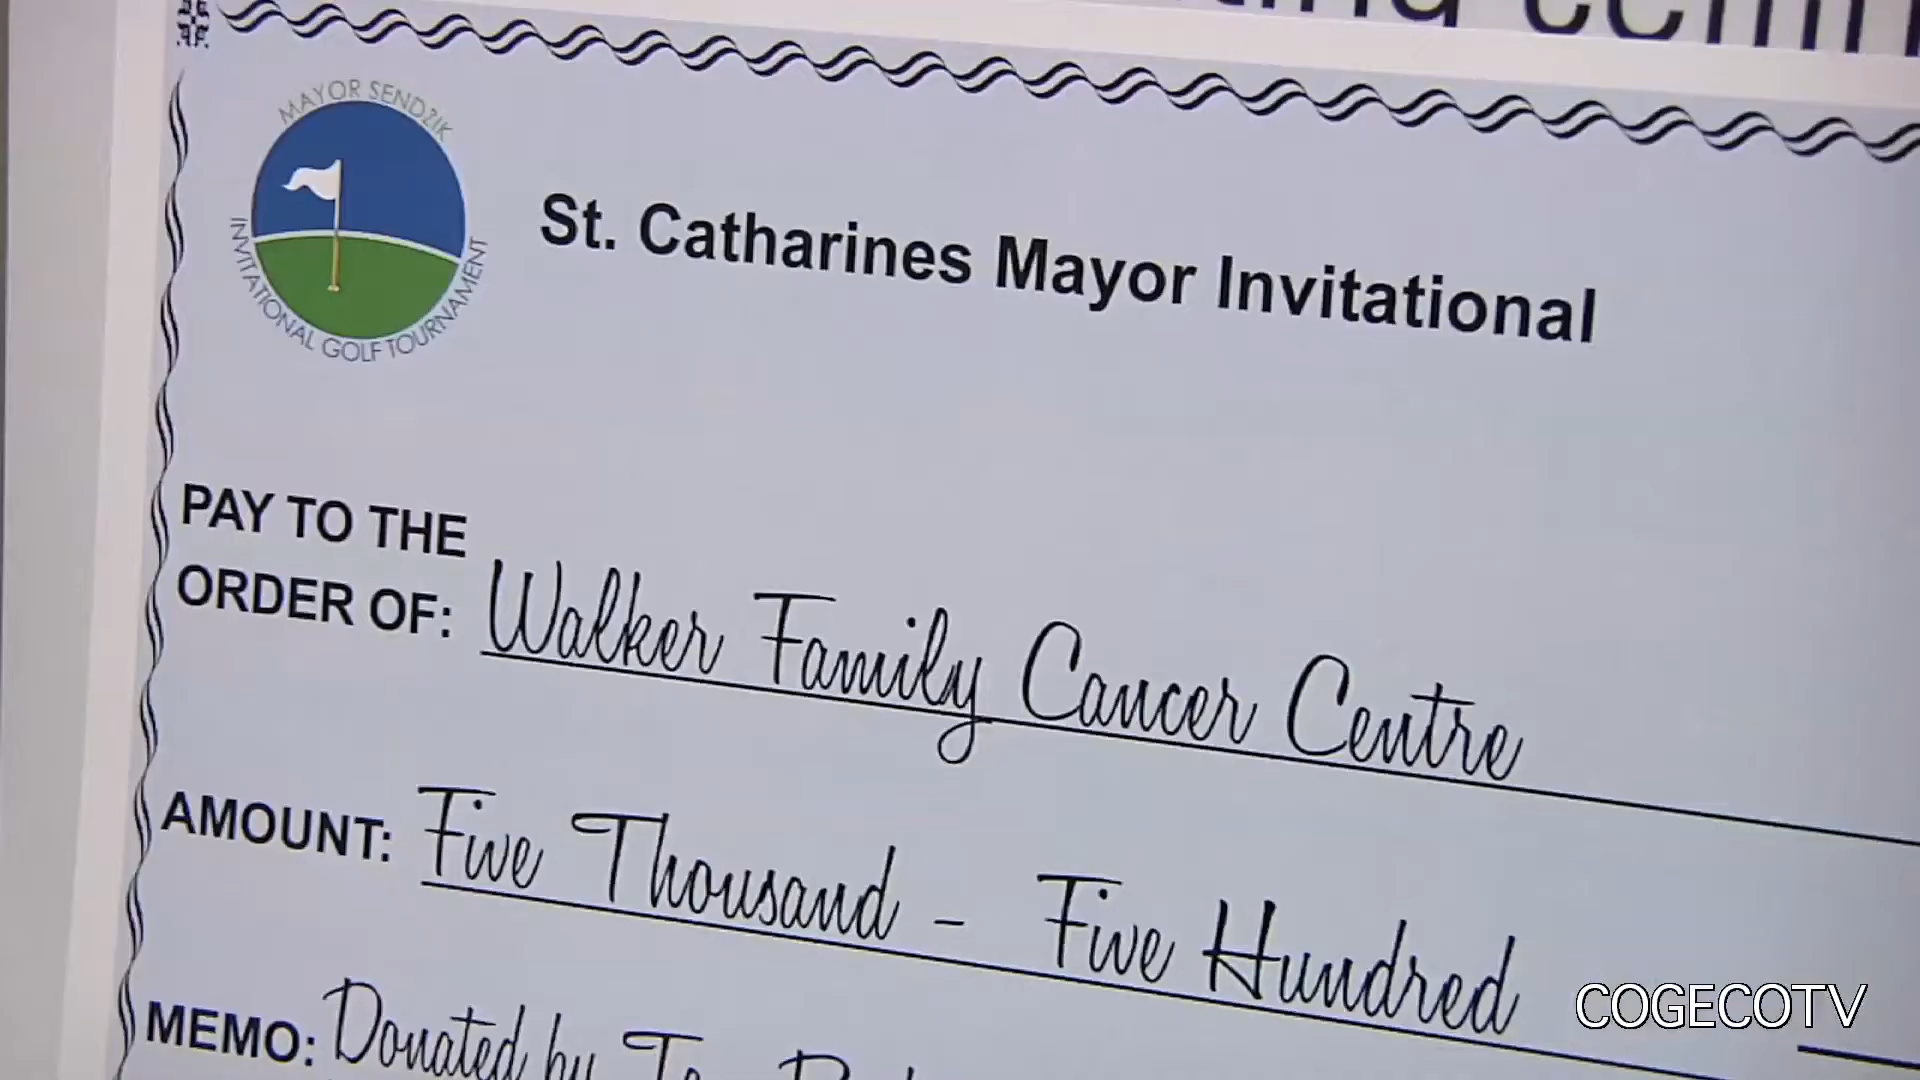 MAYOR SENDZIK
INVITATIONAL GOLF TOURNAMENT
St. Catharines Mayor Invitational
PAY TO THE
ORDER OF: Walker Family Cancer Centre
AMOUNT: Five Thousand - Five Hundred
MEMO: Donated by
COGECOTV